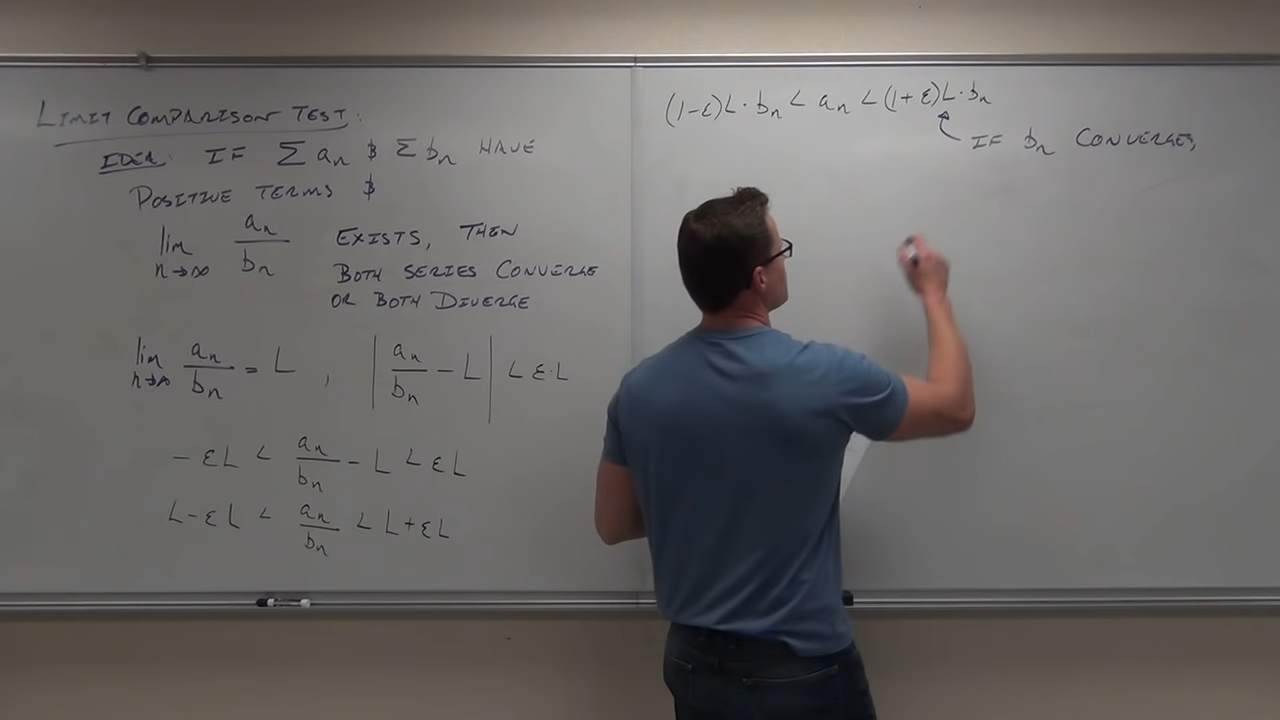 LIMIT COMPARISON TEST:
IDEA: IF Σ aₙ & Σ bₙ HAVE
POSITIVE TERMS &
lim n→∞ aₙ/bₙ EXISTS, THEN
BOTH SERIES CONVERGE
OR BOTH DIVERGE
lim n→∞ aₙ/bₙ = L , |aₙ/bₙ - L| < ε·L
-εL < aₙ/bₙ - L < εL
L-εL < aₙ/bₙ < L+εL
(1-ε)L·bₙ < aₙ < (1+ε)L·bₙ
IF bₙ CONVERGES,